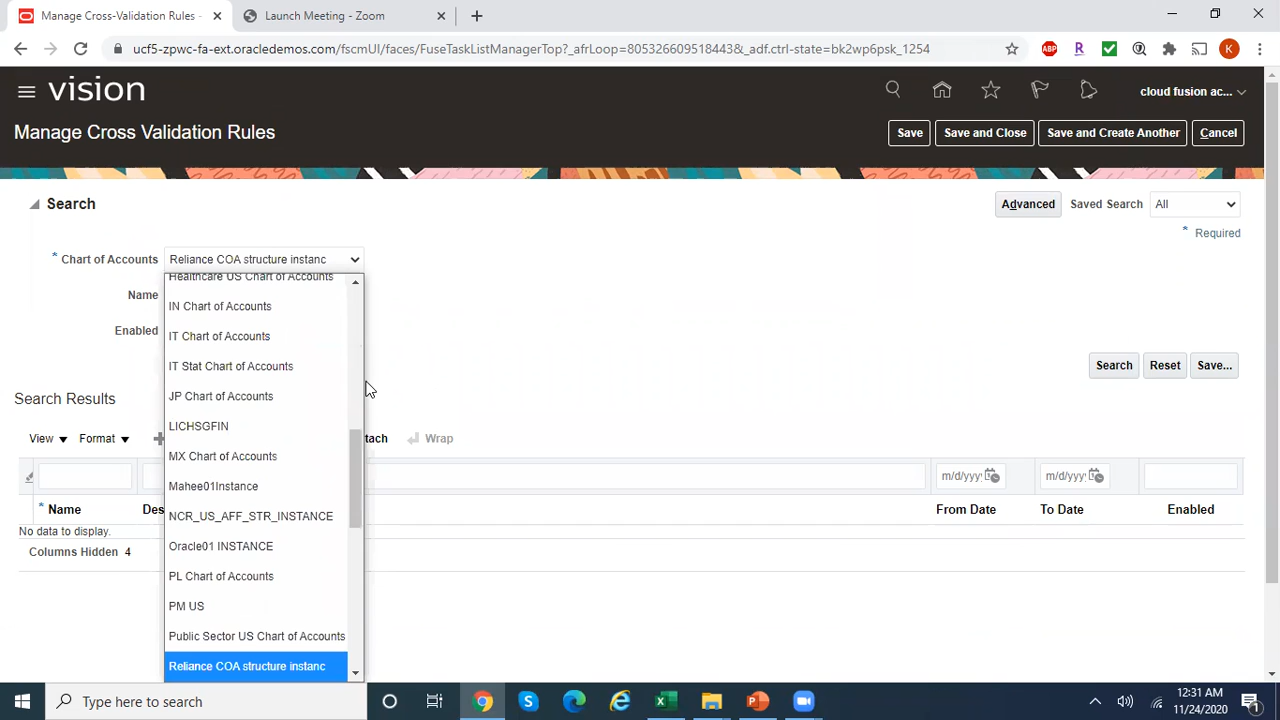 Manage Cross-Validation Rules -
Launch Meeting - Zoom
ucf5-zpwc-fa-ext.oracledemos.com/fscmUI/faces/FuseTaskListManagerTop?_afrLoop=80532660951844​3&_adf.ctrl-state=bk2wp6psk_1254
ABP
R
K
vision
cloud fusion ac...
Manage Cross Validation Rules
Save
Save and Close
Save and Create Another
Cancel
Search
Advanced
Saved Search
All
* Required
* Chart of Accounts
Reliance COA structure instanc
Healthcare US Chart of Accounts
Name
IN Chart of Accounts
Enabled
IT Chart of Accounts
IT Stat Chart of Accounts
Search
Reset
Save...
Search Results
JP Chart of Accounts
LICHSGFIN
View
Format
tach
Wrap
MX Chart of Accounts
m/d/yyy
m/d/yyy
Mahee01Instance
* Name
Des
From Date
To Date
Enabled
NCR_US_AFF_STR_INSTANCE
No data to display.
Columns Hidden 4
Oracle01 INSTANCE
PL Chart of Accounts
PM US
Public Sector US Chart of Accounts
Reliance COA structure instanc
Type here to search
12:31 AM
11/24/2020
1